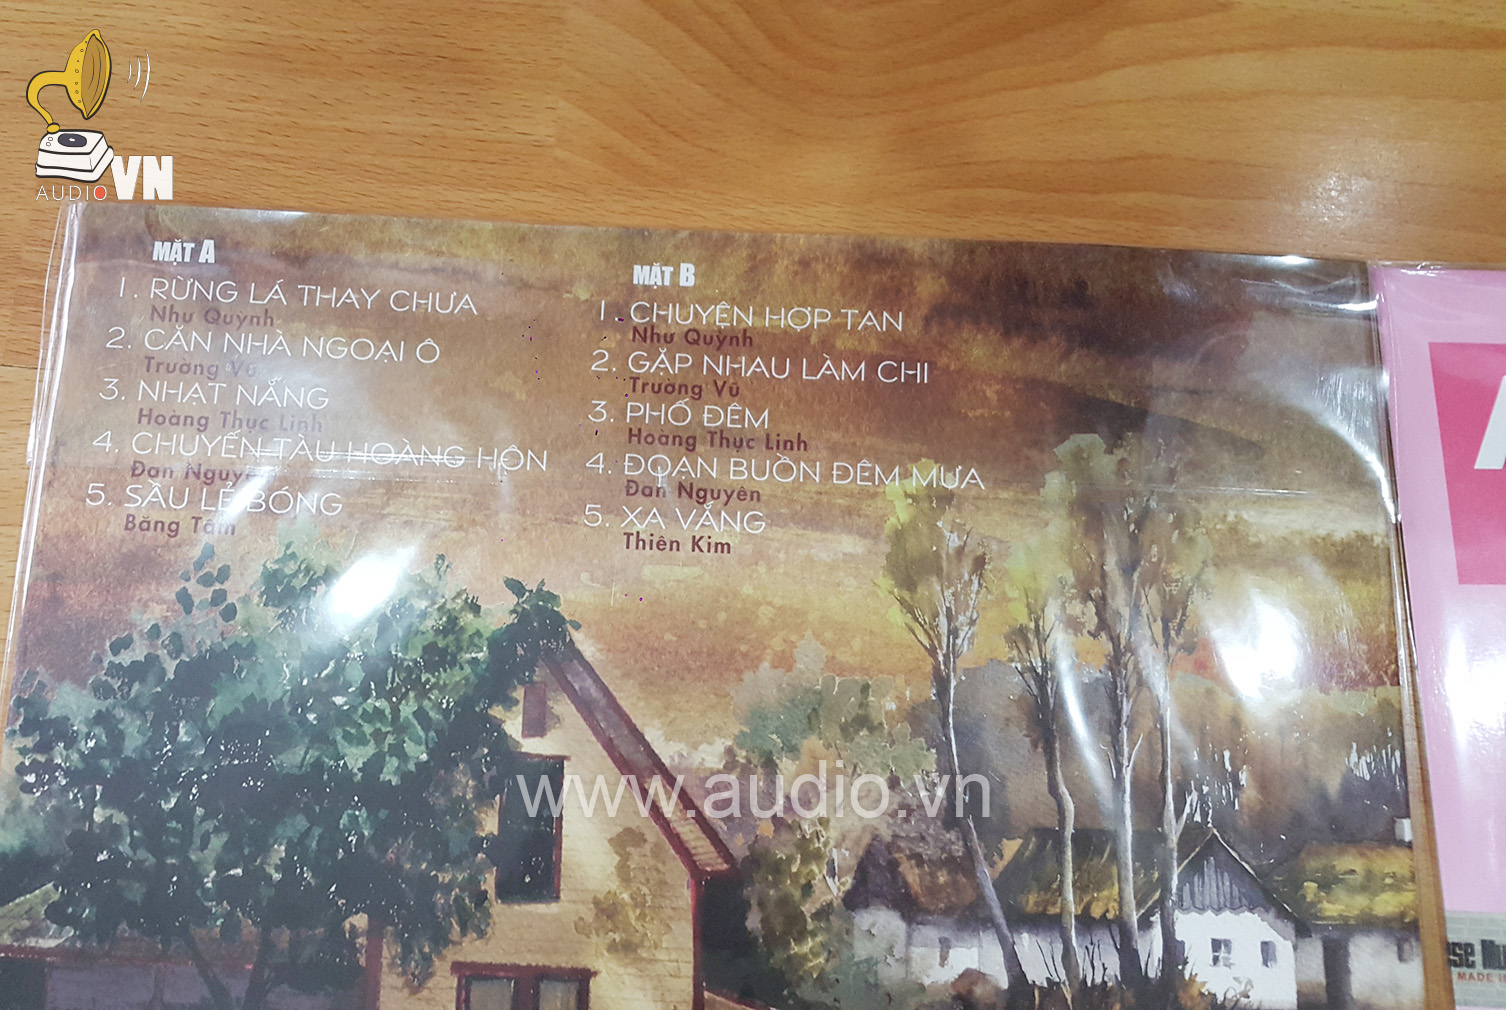 AUDIO VN
MẶT A
1. RỪNG LÁ THAY CHƯA
Như Quỳnh
2. CĂN NHÀ NGOẠI Ô
Trường Vũ
3. NHẠT NẮNG
Hoàng Thục Linh
4. CHUYẾN TÀU HOÀNG HÔN
Đan Nguyên
5. SẦU LẺ BÓNG
Băng Tâm
MẶT B
1. CHUYỆN HỢP TAN
Như Quỳnh
2. GẶP NHAU LÀM CHI
Trường Vũ
3. PHỐ ĐÊM
Hoàng Thục Linh
4. ĐOẠN BUỒN ĐÊM MƯA
Đan Nguyên
5. XA VẮNG
Thiên Kim
www.audio.vn
MADE